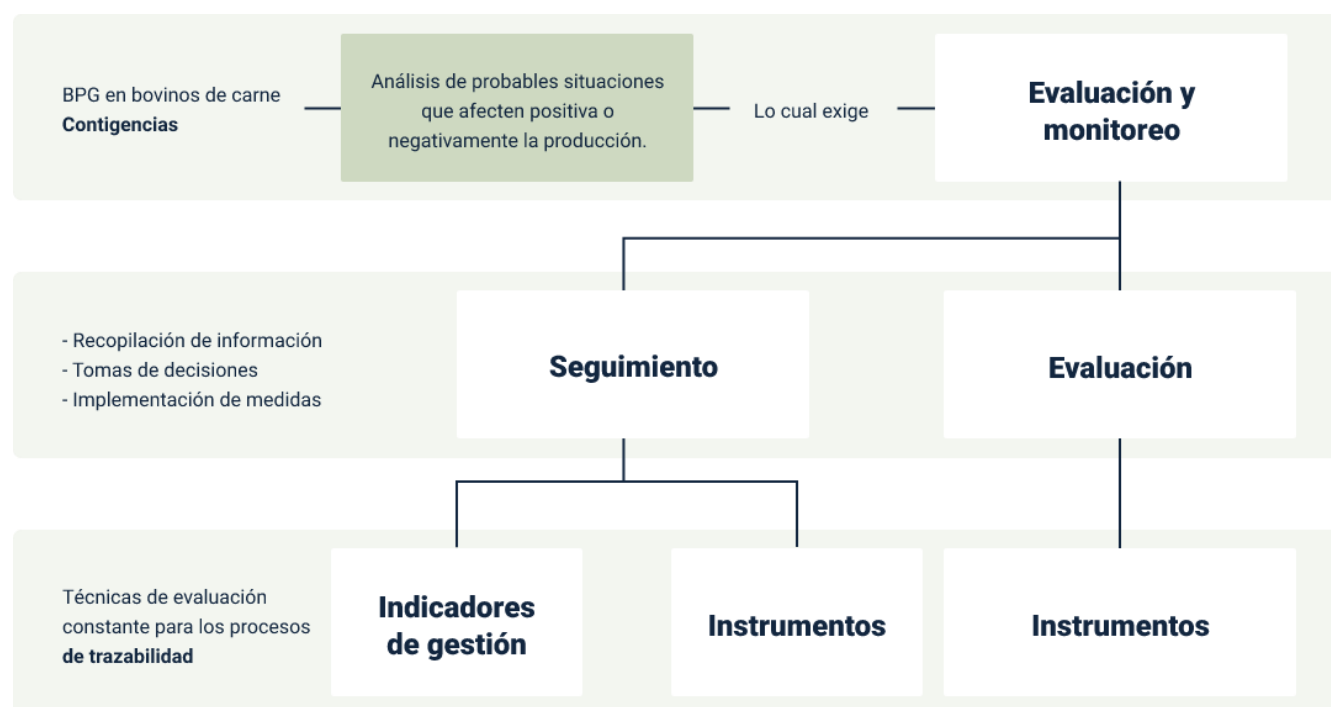 BPG en bovinos de carne
Contigencias
Análisis de probables situaciones
que afecten positiva o
negativamente la producción.
Lo cual exige
Evaluación y
monitoreo
- Recopilación de información
- Tomas de decisiones
- Implementación de medidas
Seguimiento
Evaluación
Técnicas de evaluación
constante para los procesos
de trazabilidad
Indicadores
de gestión
Instrumentos
Instrumentos